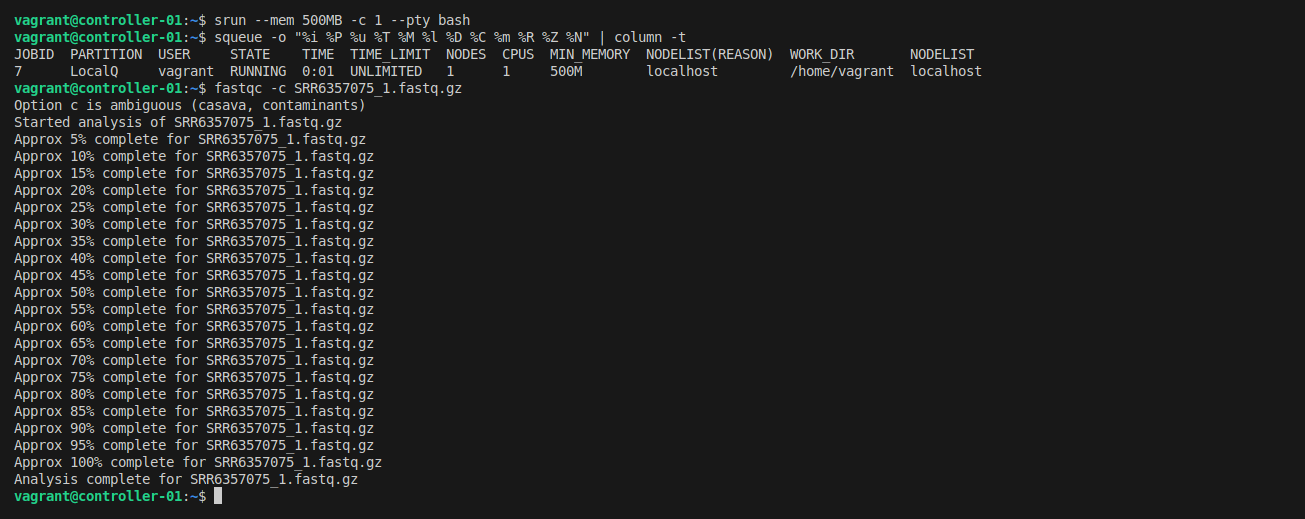 vagrant@controller-01:~$ srun --mem 500MB -c 1 --pty bash
vagrant@controller-01:~$ squeue -o "%i %P %u %T %M %l %D %C %m %R %Z %N" | column -t
JOBID  PARTITION  USER     STATE    TIME  TIME_LIMIT  NODES  CPUS  MIN_MEMORY  NODELIST(REASON)  WORK_DIR       NODELIST
7      LocalQ     vagrant  RUNNING  0:01  UNLIMITED   1      1     500M        localhost         /home/vagrant  localhost
vagrant@controller-01:~$ fastqc -c SRR6357075_1.fastq.gz
Option c is ambiguous (casava, contaminants)
Started analysis of SRR6357075_1.fastq.gz
Approx 5% complete for SRR6357075_1.fastq.gz
Approx 10% complete for SRR6357075_1.fastq.gz
Approx 15% complete for SRR6357075_1.fastq.gz
Approx 20% complete for SRR6357075_1.fastq.gz
Approx 25% complete for SRR6357075_1.fastq.gz
Approx 30% complete for SRR6357075_1.fastq.gz
Approx 35% complete for SRR6357075_1.fastq.gz
Approx 40% complete for SRR6357075_1.fastq.gz
Approx 45% complete for SRR6357075_1.fastq.gz
Approx 50% complete for SRR6357075_1.fastq.gz
Approx 55% complete for SRR6357075_1.fastq.gz
Approx 60% complete for SRR6357075_1.fastq.gz
Approx 65% complete for SRR6357075_1.fastq.gz
Approx 70% complete for SRR6357075_1.fastq.gz
Approx 75% complete for SRR6357075_1.fastq.gz
Approx 80% complete for SRR6357075_1.fastq.gz
Approx 85% complete for SRR6357075_1.fastq.gz
Approx 90% complete for SRR6357075_1.fastq.gz
Approx 95% complete for SRR6357075_1.fastq.gz
Approx 100% complete for SRR6357075_1.fastq.gz
Analysis complete for SRR6357075_1.fastq.gz
vagrant@controller-01:~$